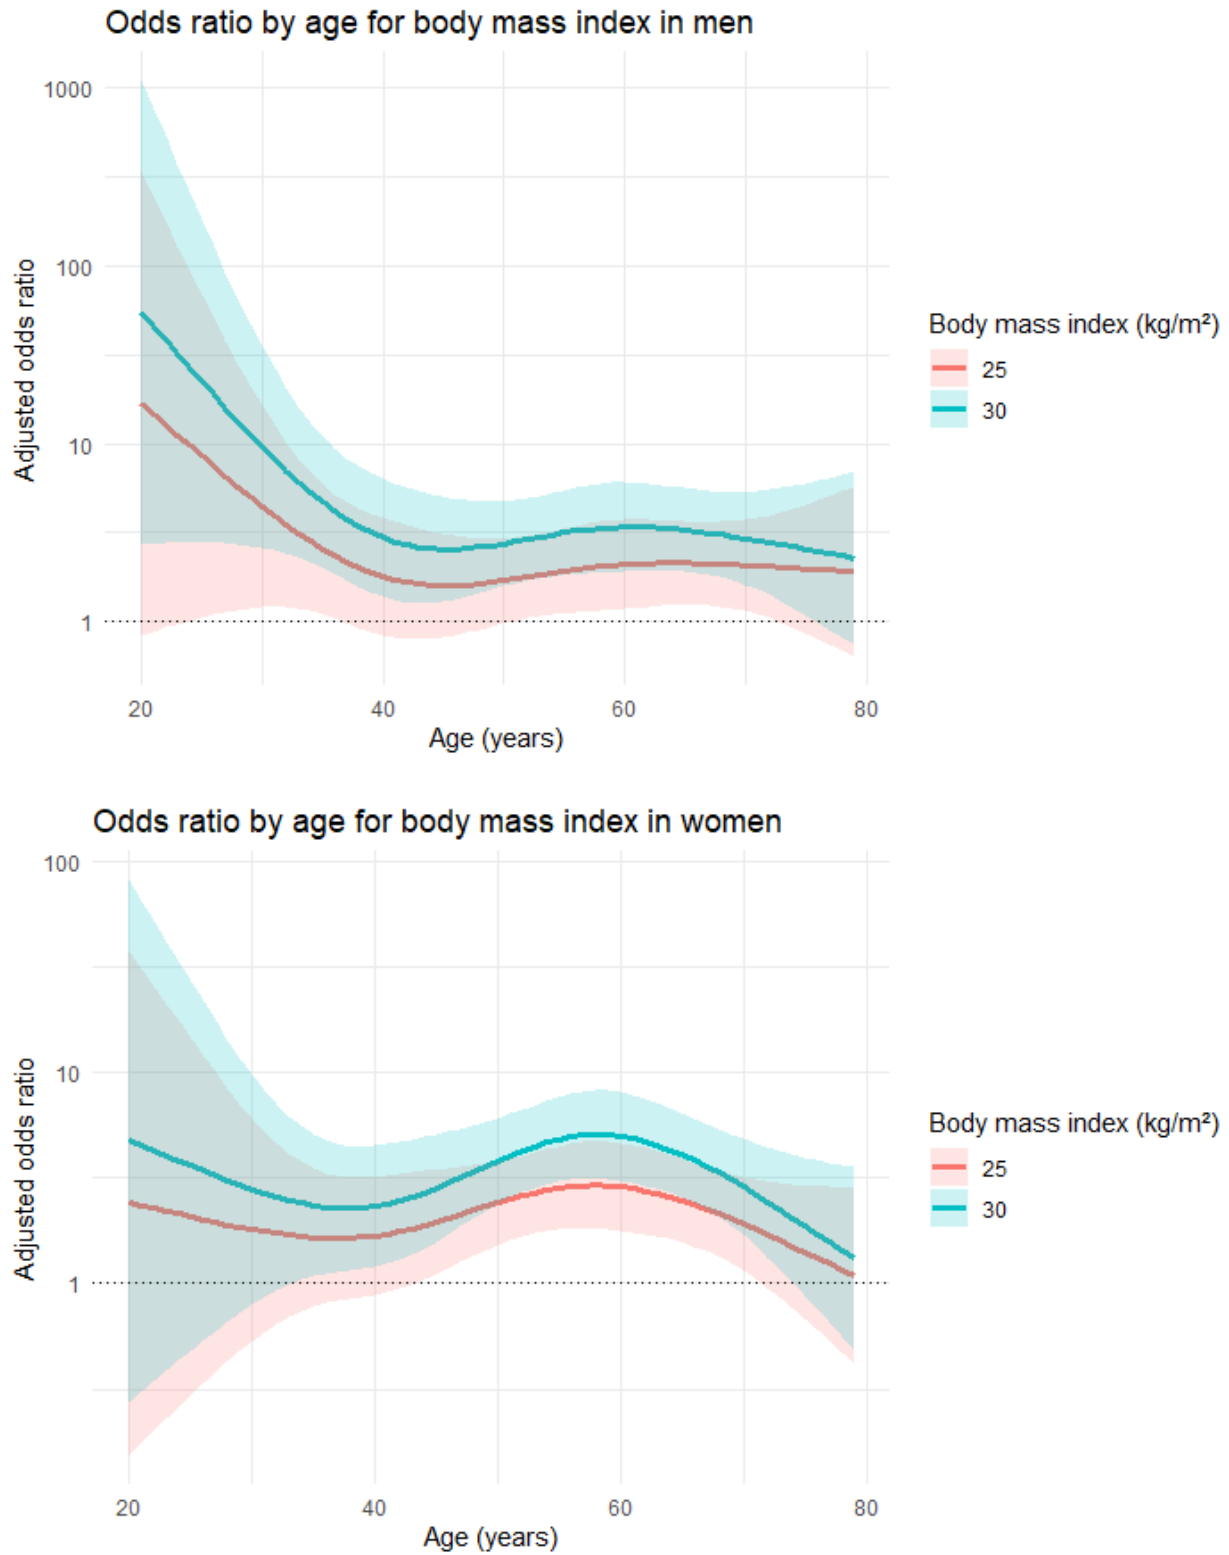 Odds ratio by age for body mass index in men
1000
100
10
1
Adjusted odds ratio
20 40 60 80
Age (years)
Body mass index (kg/m²)
25
30
Odds ratio by age for body mass index in women
100
10
1
Adjusted odds ratio
20 40 60 80
Age (years)
Body mass index (kg/m²)
25
30